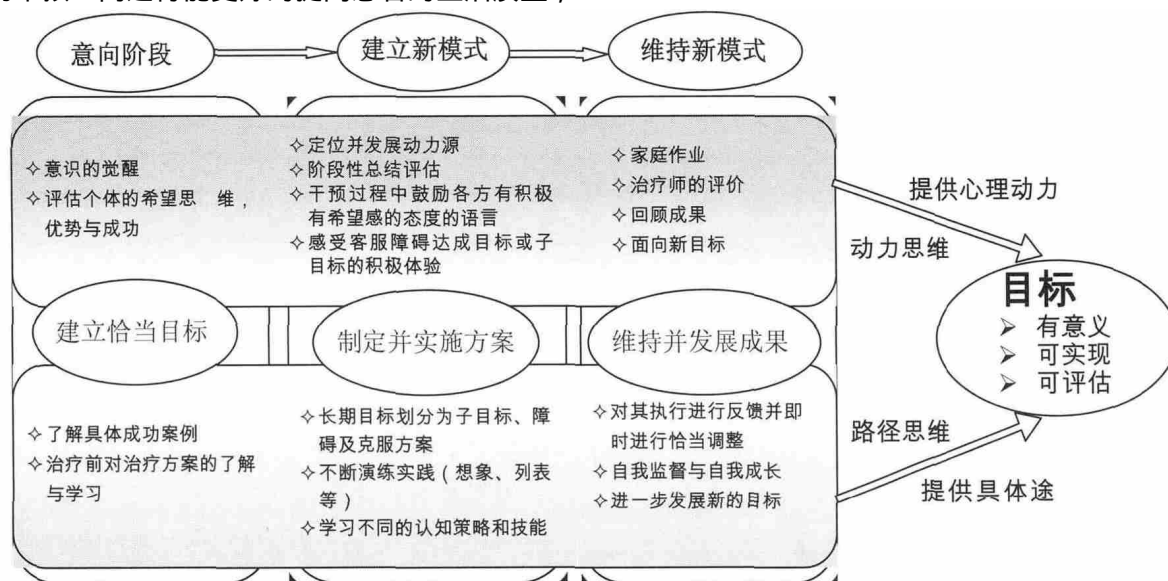 意向阶段
建立新模式
维持新模式
✧意识的觉醒
✧评估个体的希望思 维，
优势与成功
✧定位并发展动力源
✧阶段性总结评估
✧干预过程中鼓励各方有积极
有希望感的态度的语言
✧感受客服障碍达成目标或子
目标的积极体验
✧家庭作业
✧治疗师的评价
✧回顾成果
✧面向新目标
提供心理动力
动力思维
目标
➢ 有意义
➢ 可实现
➢ 可评估
建立恰当目标
制定并实施方案
维持并发展成果
✧了解具体成功案例
✧治疗前对治疗方案的了解
与学习
✧长期目标划分为子目标、障
碍及克服方案
✧不断演练实践（想象、列表
等）
✧学习不同的认知策略和技能
✧对其执行进行反馈并即
时进行恰当调整
✧自我监督与自我成长
✧进一步发展新的目标
路径思维
提供具体途